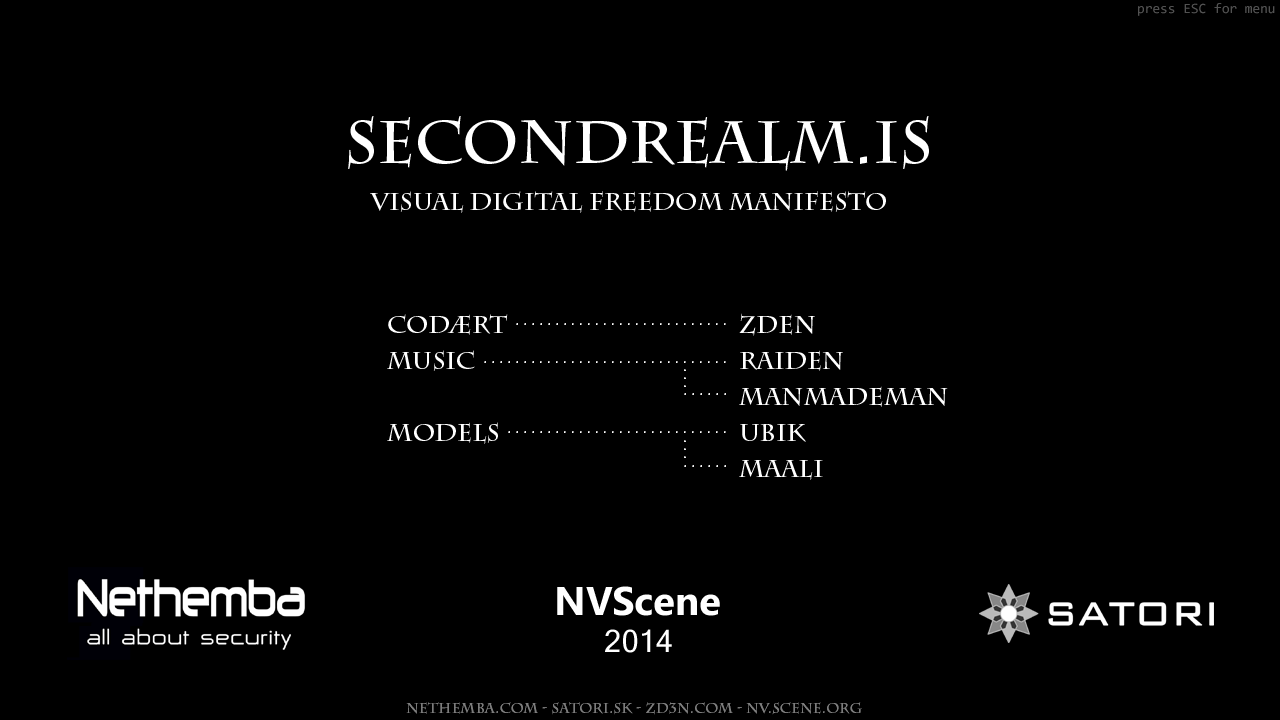 press ESC for menu
SECONDREALM.IS
VISUAL DIGITAL FREEDOM MANIFESTO
CODÆRT ........................... ZDEN
MUSIC ............................... RAIDEN
...... MANMADEMAN
MODELS ............................ UBIK
...... MAALI
Nethemba
all about security
NVScene
2014
SATORI
NETHEMBA.COM - SATORI.SK - ZD3N.COM - NV.SCENE.ORG